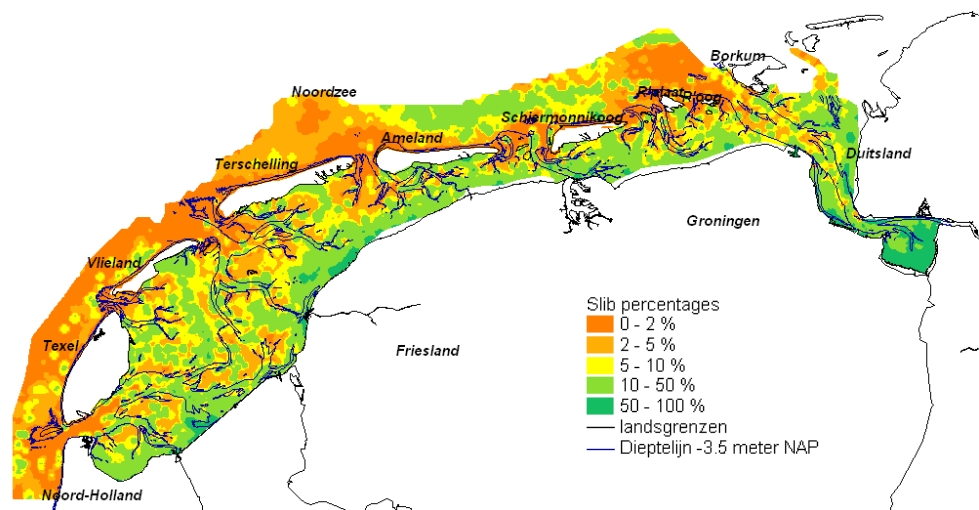 Borkum
Noordzee
Rottumerplaat
Schiermonnikoog
Ameland
Terschelling
Duitsland
Groningen
Vlieland
Slib percentages
0 - 2 %
2 - 5 %
5 - 10 %
10 - 50 %
50 - 100 %
landsgrenzen
Dieptelijn -3.5 meter NAP
Texel
Friesland
Noord-Holland